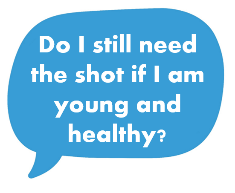 Do I still need
the shot if I am
young and
healthy?